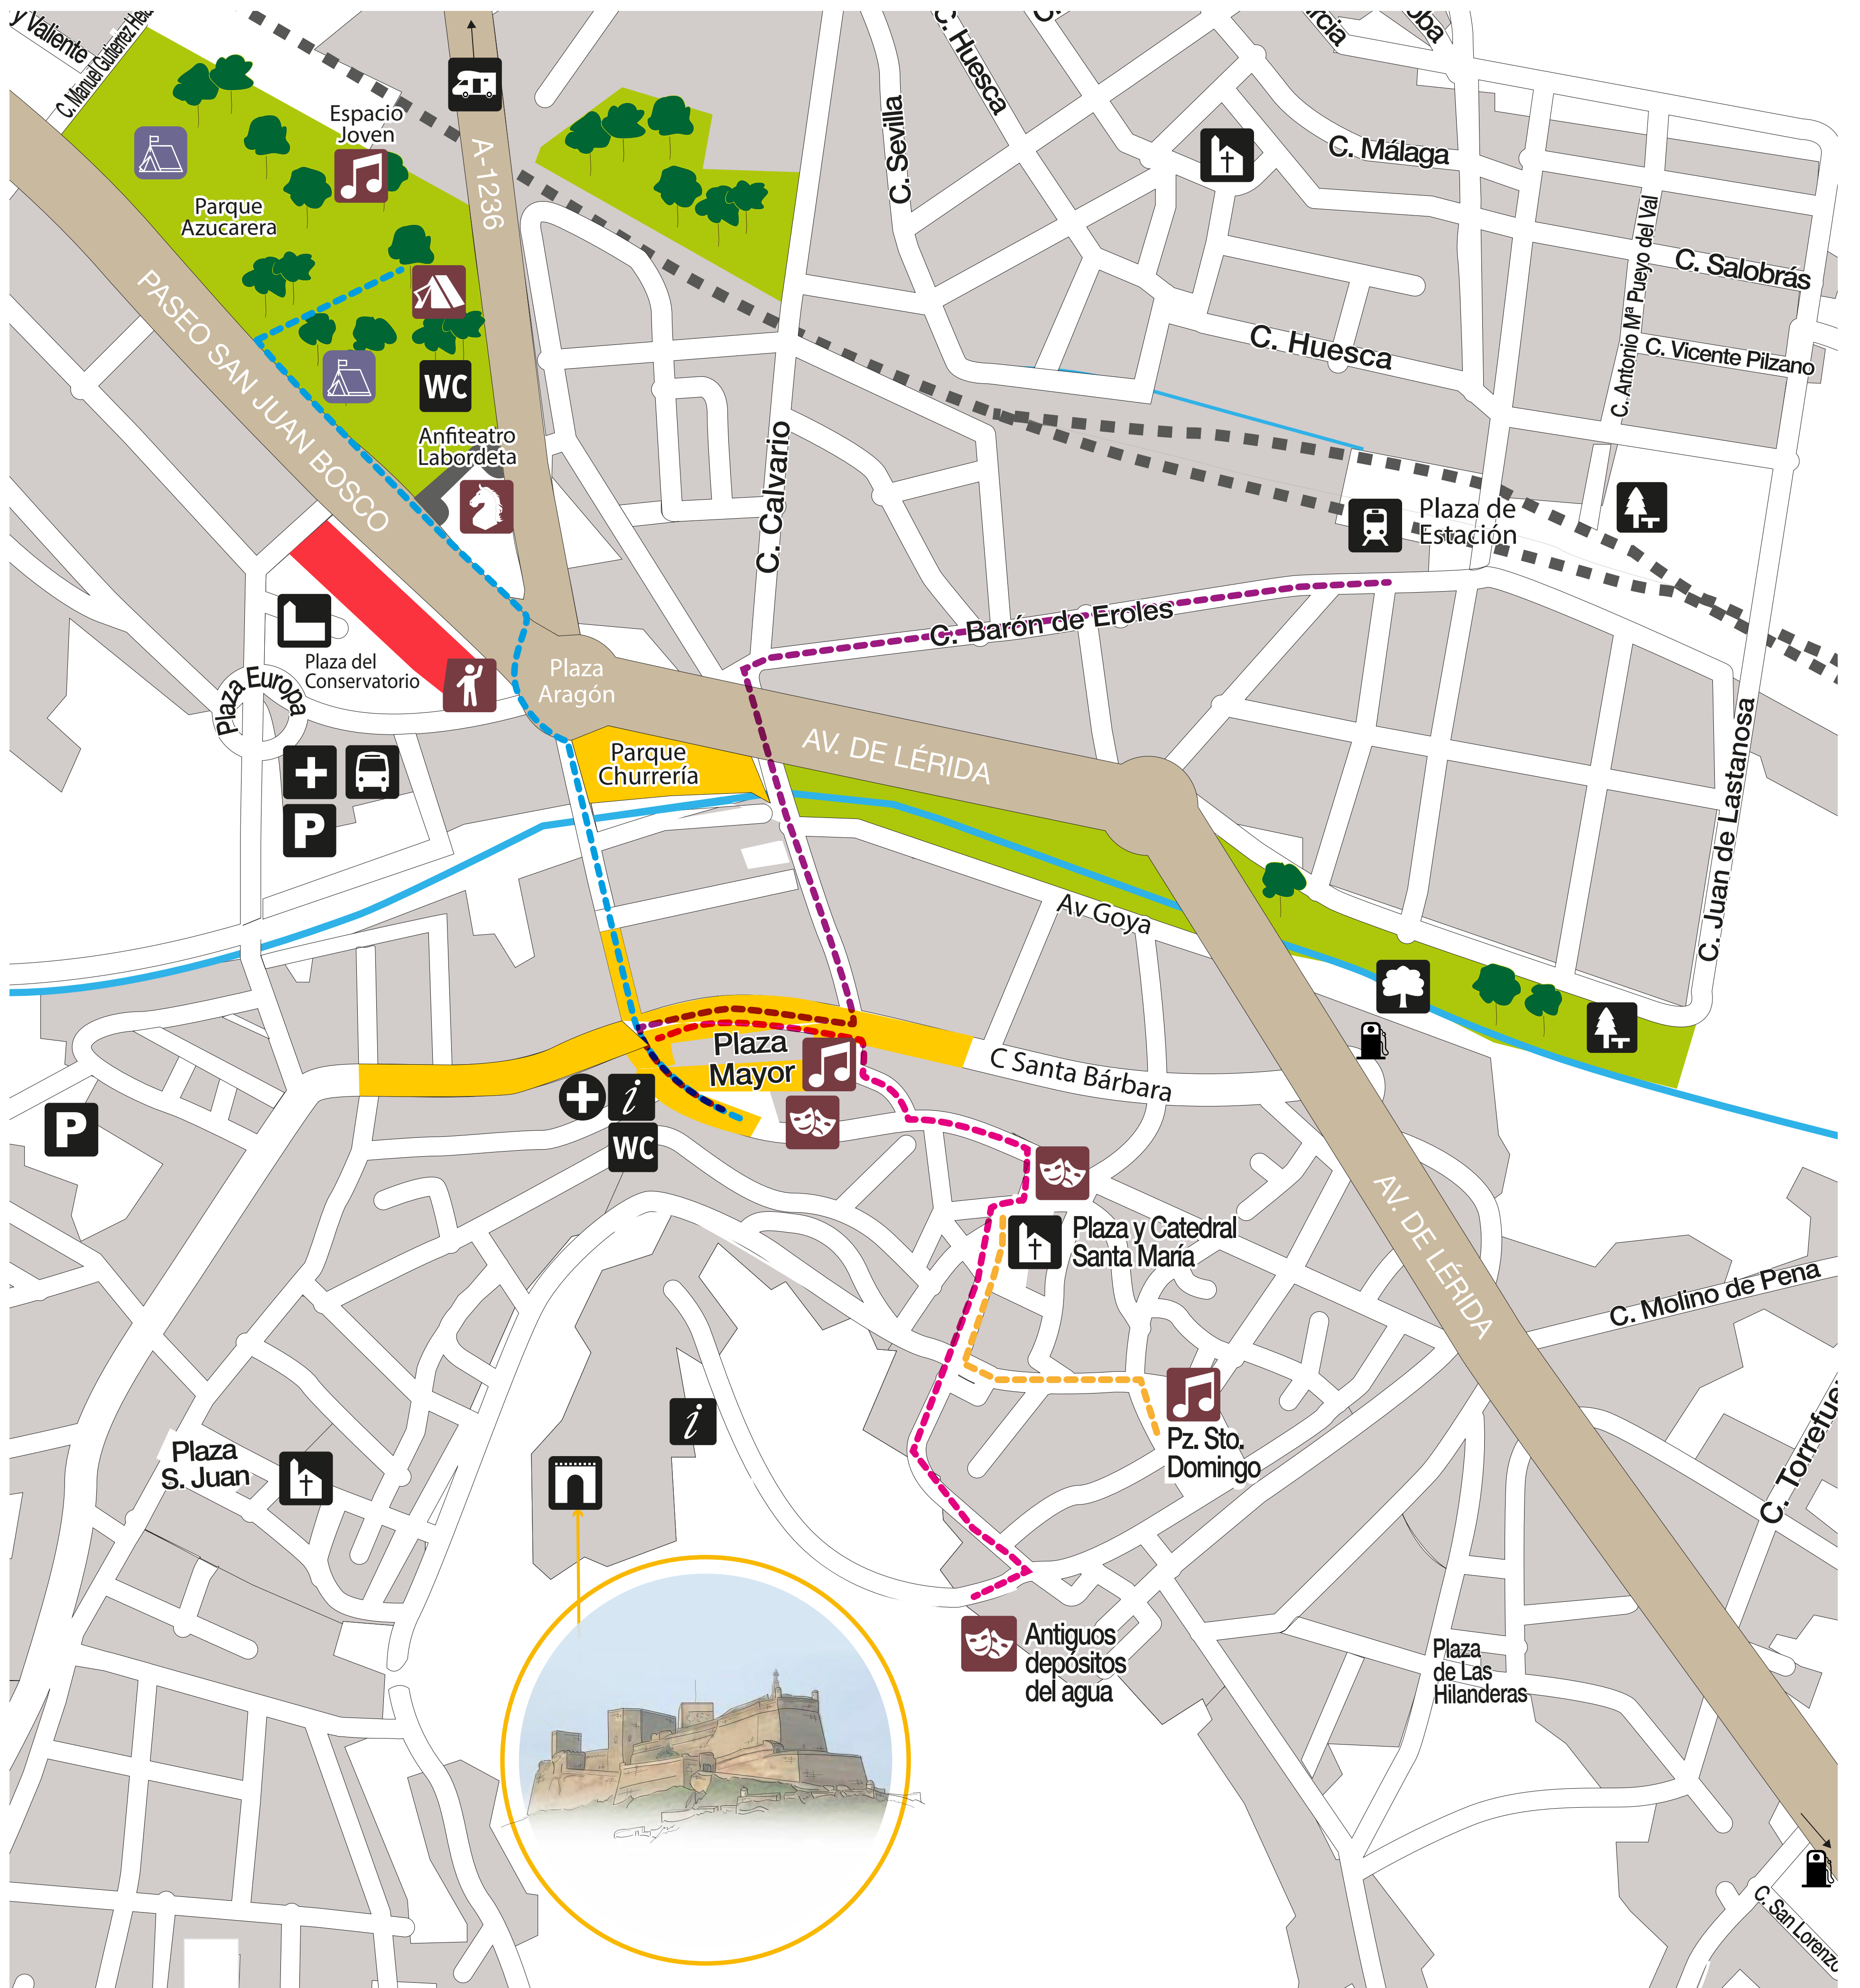 y Valiente
C. Manuel Gutiérrez
A-1236
Espacio
Joven
Parque
Azucarera
C. Sevilla
C. Huesca
C. Málaga
C. Salobrás
C. Antonio Mª Pueyo del Val
C. Vicente Pilzano
C. Huesca
PASEO SAN JUAN BOSCO
WC
Anfiteatro
Labordeta
C. Calvario
Plaza de
Estación
C. Barón de Eroles
Plaza del
Conservatorio
Plaza Europa
Plaza
Aragón
Parque
Churrería
AV. DE LÉRIDA
C. Juan de Lastanosa
P
Av Goya
Plaza
Mayor
C Santa Bárbara
i
WC
P
Plaza y Catedral
Santa María
AV. DE LÉRIDA
C. Molino de Pena
Pz. Sto.
Domingo
i
Plaza
S. Juan
Antiguos
depósitos
del agua
Plaza
de Las
Hilanderas
C. San Lorenzo